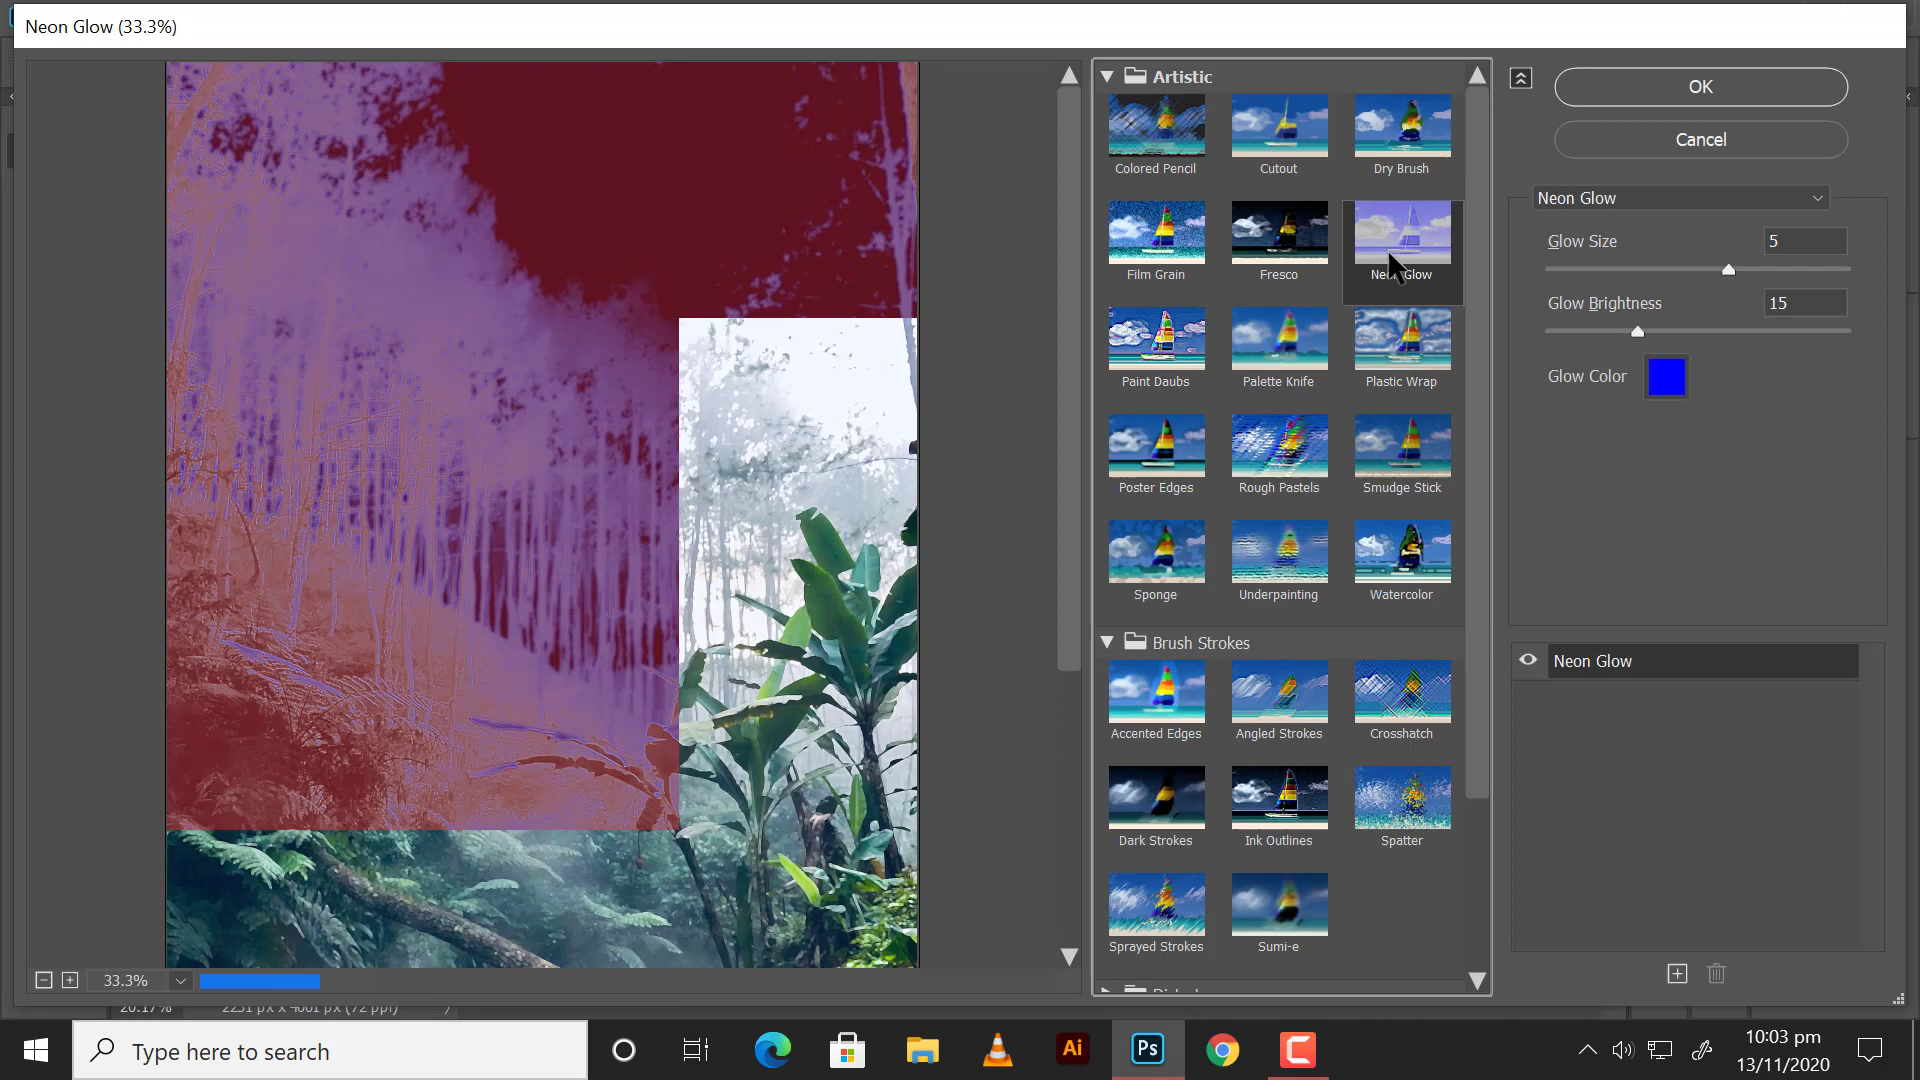 Neon Glow (33.3%)
Artistic
Colored Pencil
Cutout
Dry Brush
Film Grain
Fresco
Neon Glow
Paint Daubs
Palette Knife
Plastic Wrap
Poster Edges
Rough Pastels
Smudge Stick
Sponge
Underpainting
Watercolor
Brush Strokes
Accented Edges
Angled Strokes
Crosshatch
Dark Strokes
Ink Outlines
Spatter
Sprayed Strokes
Sumi-e
OK
Cancel
Neon Glow
Glow Size 5
Glow Brightness 15
Glow Color
Neon Glow
33.3%
Type here to search
Ai
Ps
10:03 pm
13/11/2020